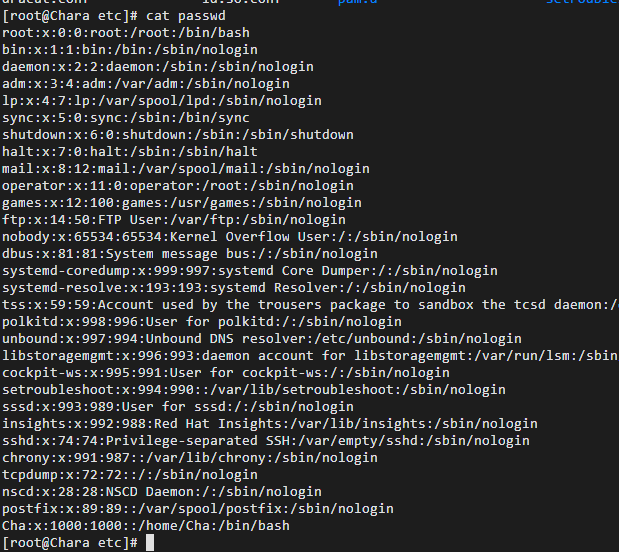 [root@Chara etc]# cat passwd
root:x:0:0:root:/root:/bin/bash
bin:x:1:1:bin:/bin:/sbin/nologin
daemon:x:2:2:daemon:/sbin:/sbin/nologin
adm:x:3:4:adm:/var/adm:/sbin/nologin
lp:x:4:7:lp:/var/spool/lpd:/sbin/nologin
sync:x:5:0:sync:/sbin:/bin/sync
shutdown:x:6:0:shutdown:/sbin:/sbin/shutdown
halt:x:7:0:halt:/sbin:/sbin/halt
mail:x:8:12:mail:/var/spool/mail:/sbin/nologin
operator:x:11:0:operator:/root:/sbin/nologin
games:x:12:100:games:/usr/games:/sbin/nologin
ftp:x:14:50:FTP User:/var/ftp:/sbin/nologin
nobody:x:65534:65534:Kernel Overflow User:/:/sbin/nologin
dbus:x:81:81:System message bus:/:/sbin/nologin
systemd-coredump:x:999:997:systemd Core Dumper:/:/sbin/nologin
systemd-resolve:x:193:193:systemd Resolver:/:/sbin/nologin
tss:x:59:59:Account used by the trousers package to sandbox the tcsd daemon:/
polkitd:x:998:996:User for polkitd:/:/sbin/nologin
unbound:x:997:994:Unbound DNS resolver:/etc/unbound:/sbin/nologin
libstoragemgmt:x:996:993:daemon account for libstoragemgmt:/var/run/lsm:/sbin
cockpit-ws:x:995:991:User for cockpit-ws:/:/sbin/nologin
setroubleshoot:x:994:990::/var/lib/setroubleshoot:/sbin/nologin
sssd:x:993:989:User for sssd:/:/sbin/nologin
insights:x:992:988:Red Hat Insights:/var/lib/insights:/sbin/nologin
sshd:x:74:74:Privilege-separated SSH:/var/empty/sshd:/sbin/nologin
chrony:x:991:987::/var/lib/chrony:/sbin/nologin
tcpdump:x:72:72::/:/sbin/nologin
nscd:x:28:28:NSCD Daemon:/:/sbin/nologin
postfix:x:89:89::/var/spool/postfix:/sbin/nologin
Cha:x:1000:1000::/home/Cha:/bin/bash
[root@Chara etc]#